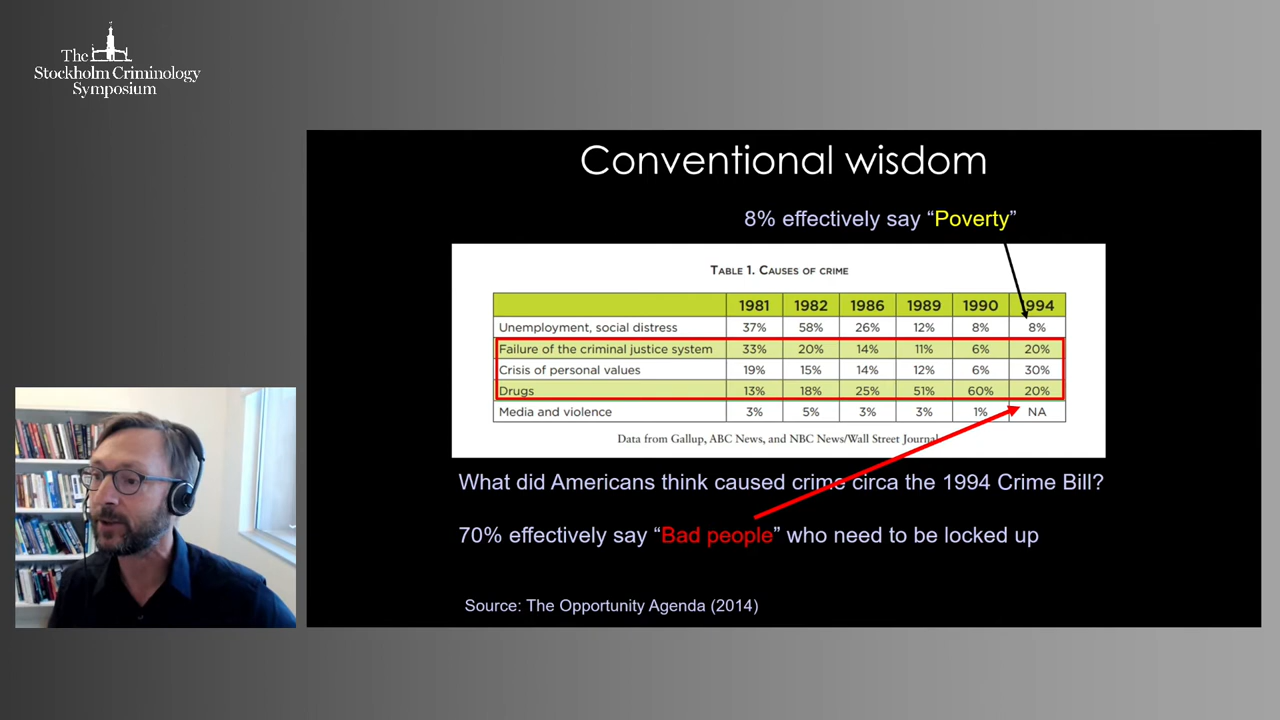 The
Stockholm Criminology
Symposium
Conventional wisdom
8% effectively say “Poverty”
TABLE 1. CAUSES OF CRIME
1981 1982 1986 1989 1990 1994
Unemployment, social distress 37% 58% 26% 12% 8% 8%
Failure of the criminal justice system 33% 20% 14% 11% 6% 20%
Crisis of personal values 19% 15% 14% 12% 6% 30%
Drugs 13% 18% 25% 51% 60% 20%
Media and violence 3% 5% 3% 3% 1% NA
Data from Gallup, ABC News, and NBC News/Wall Street Journal
What did Americans think caused crime circa the 1994 Crime Bill?
70% effectively say “Bad people” who need to be locked up
Source: The Opportunity Agenda (2014)